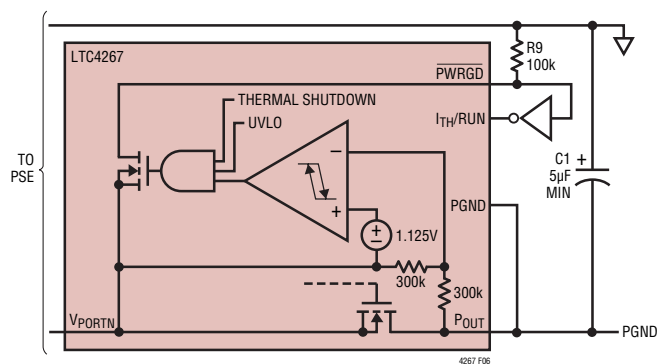 LTC4267
R9
100k
PWRGD
THERMAL SHUTDOWN
ITH/RUN
UVLO
TO
PSE
–
+
C1
5µF
MIN
+
PGND
+
–
1.125V
300k
300k
VPORTN
POUT
PGND
4267 F06